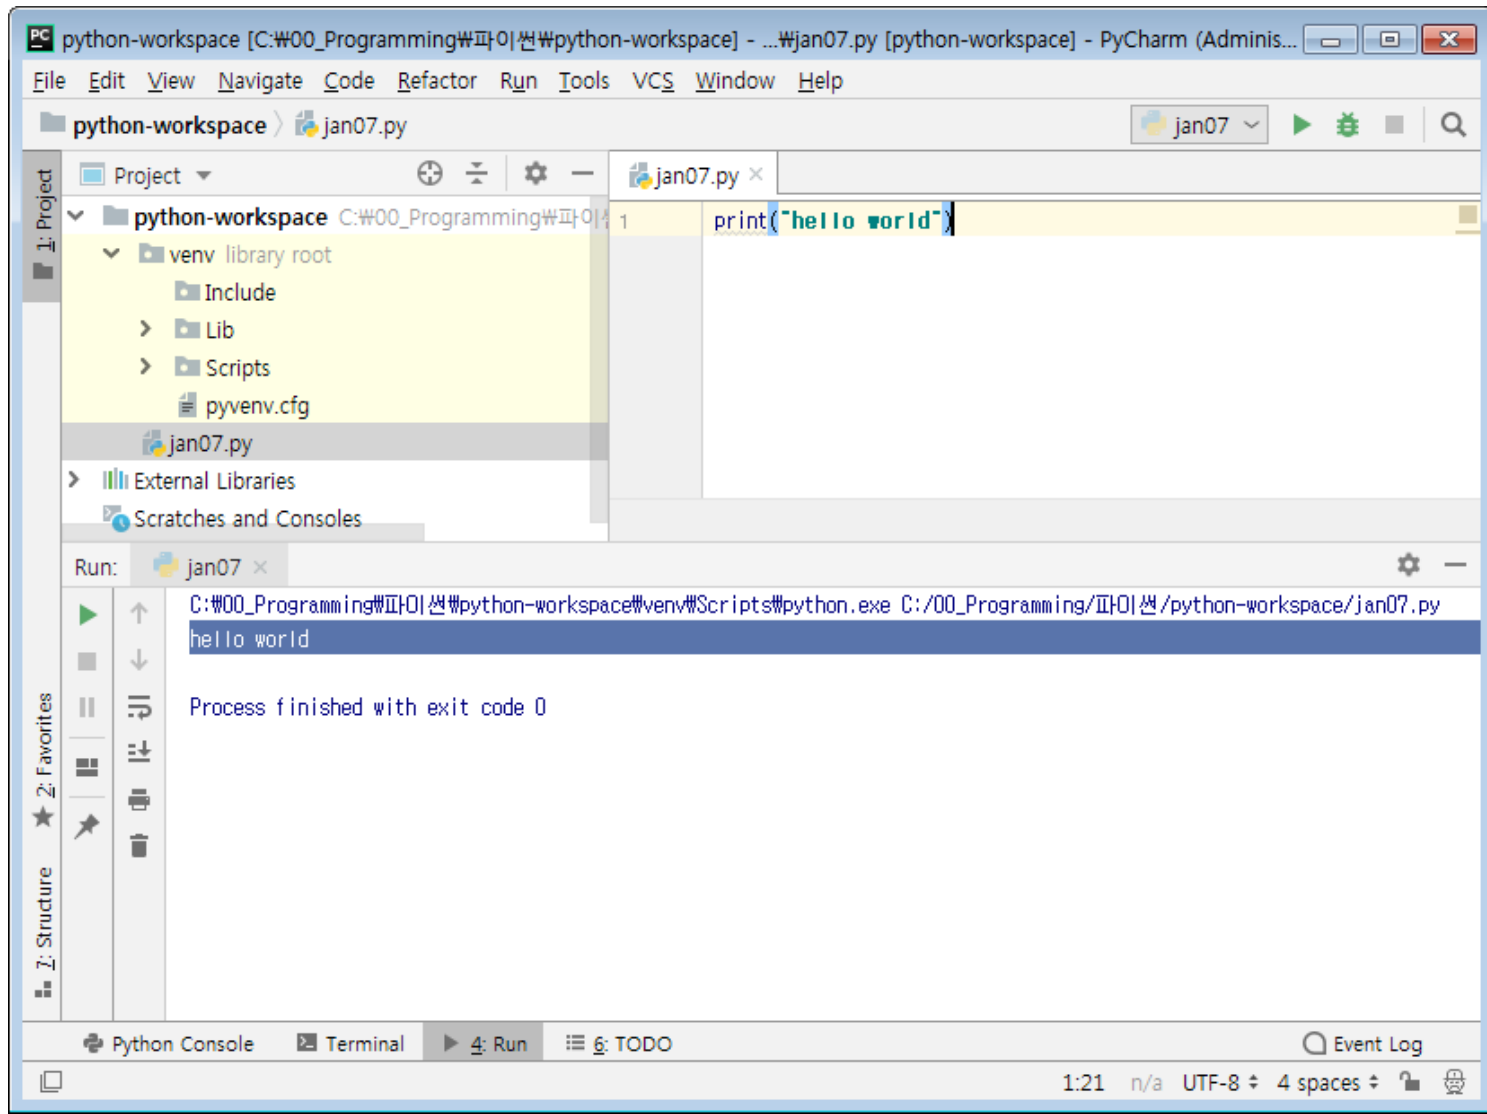 python-workspace [C:₩00_Programming₩파이썬₩python-workspace] - ...₩jan07.py [python-workspace] - PyCharm (Adminis...
File Edit View Navigate Code Refactor Run Tools VCS Window Help
python-workspace jan07.py jan07
1: Project
Project
jan07.py
python-workspace C:₩00_Programming₩파이썬
venv library root
Include
Lib
Scripts
pyvenv.cfg
jan07.py
External Libraries
Scratches and Consoles
1 print("hello world")
Run: jan07
C:₩00_Programming₩파이썬₩python-workspace₩venv₩Scripts₩python.exe C:/00_Programming/파이썬/python-workspace/jan07.py
hello world
Process finished with exit code 0
2: Favorites
7: Structure
Python Console Terminal 4: Run 6: TODO Event Log
1:21 n/a UTF-8 4 spaces